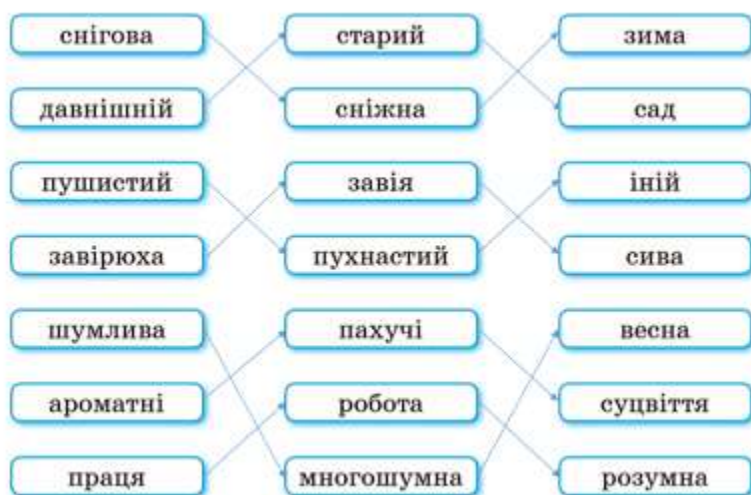 снігова старий зима
давнішній сніжна сад
пушистий завія іній
завірюха пухнастий сива
шумлива пахучі весна
ароматні робота суцвіття
праця многошумна розумна